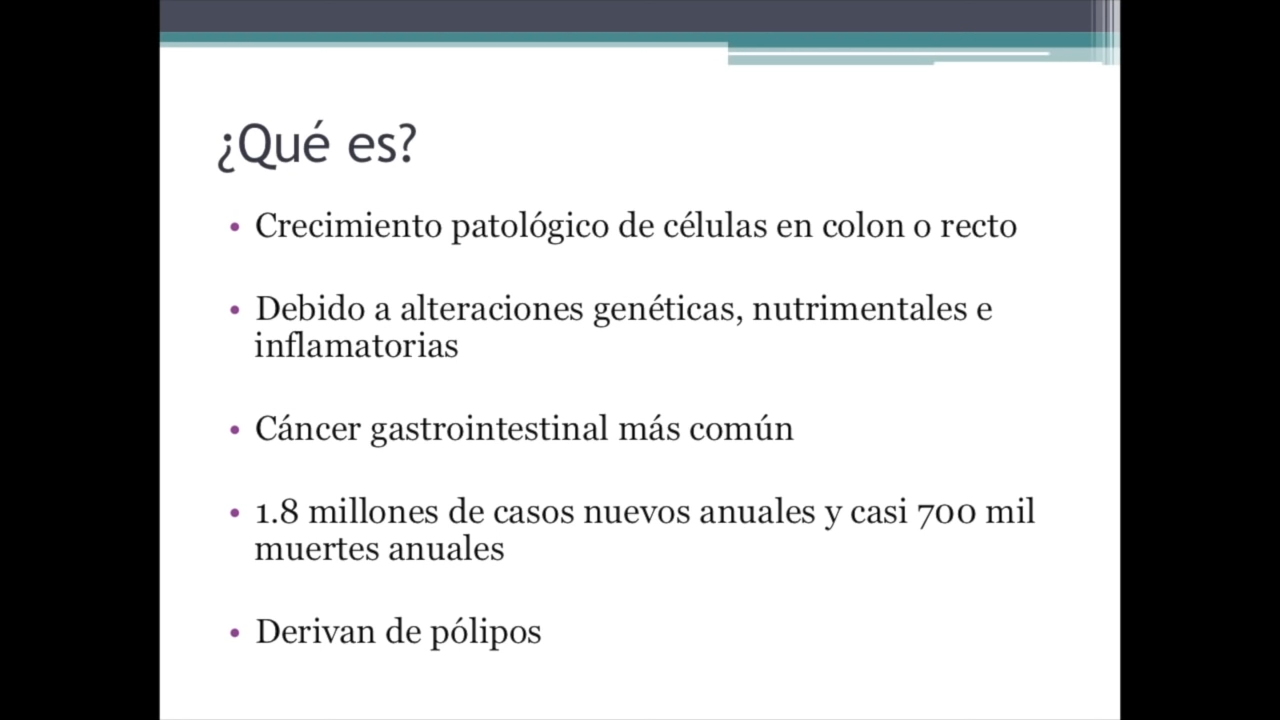 ¿Qué es?
• Crecimiento patológico de células en colon o recto
• Debido a alteraciones genéticas, nutrimentales e
inflamatorias
• Cáncer gastrointestinal más común
• 1.8 millones de casos nuevos anuales y casi 700 mil
muertes anuales
• Derivan de pólipos